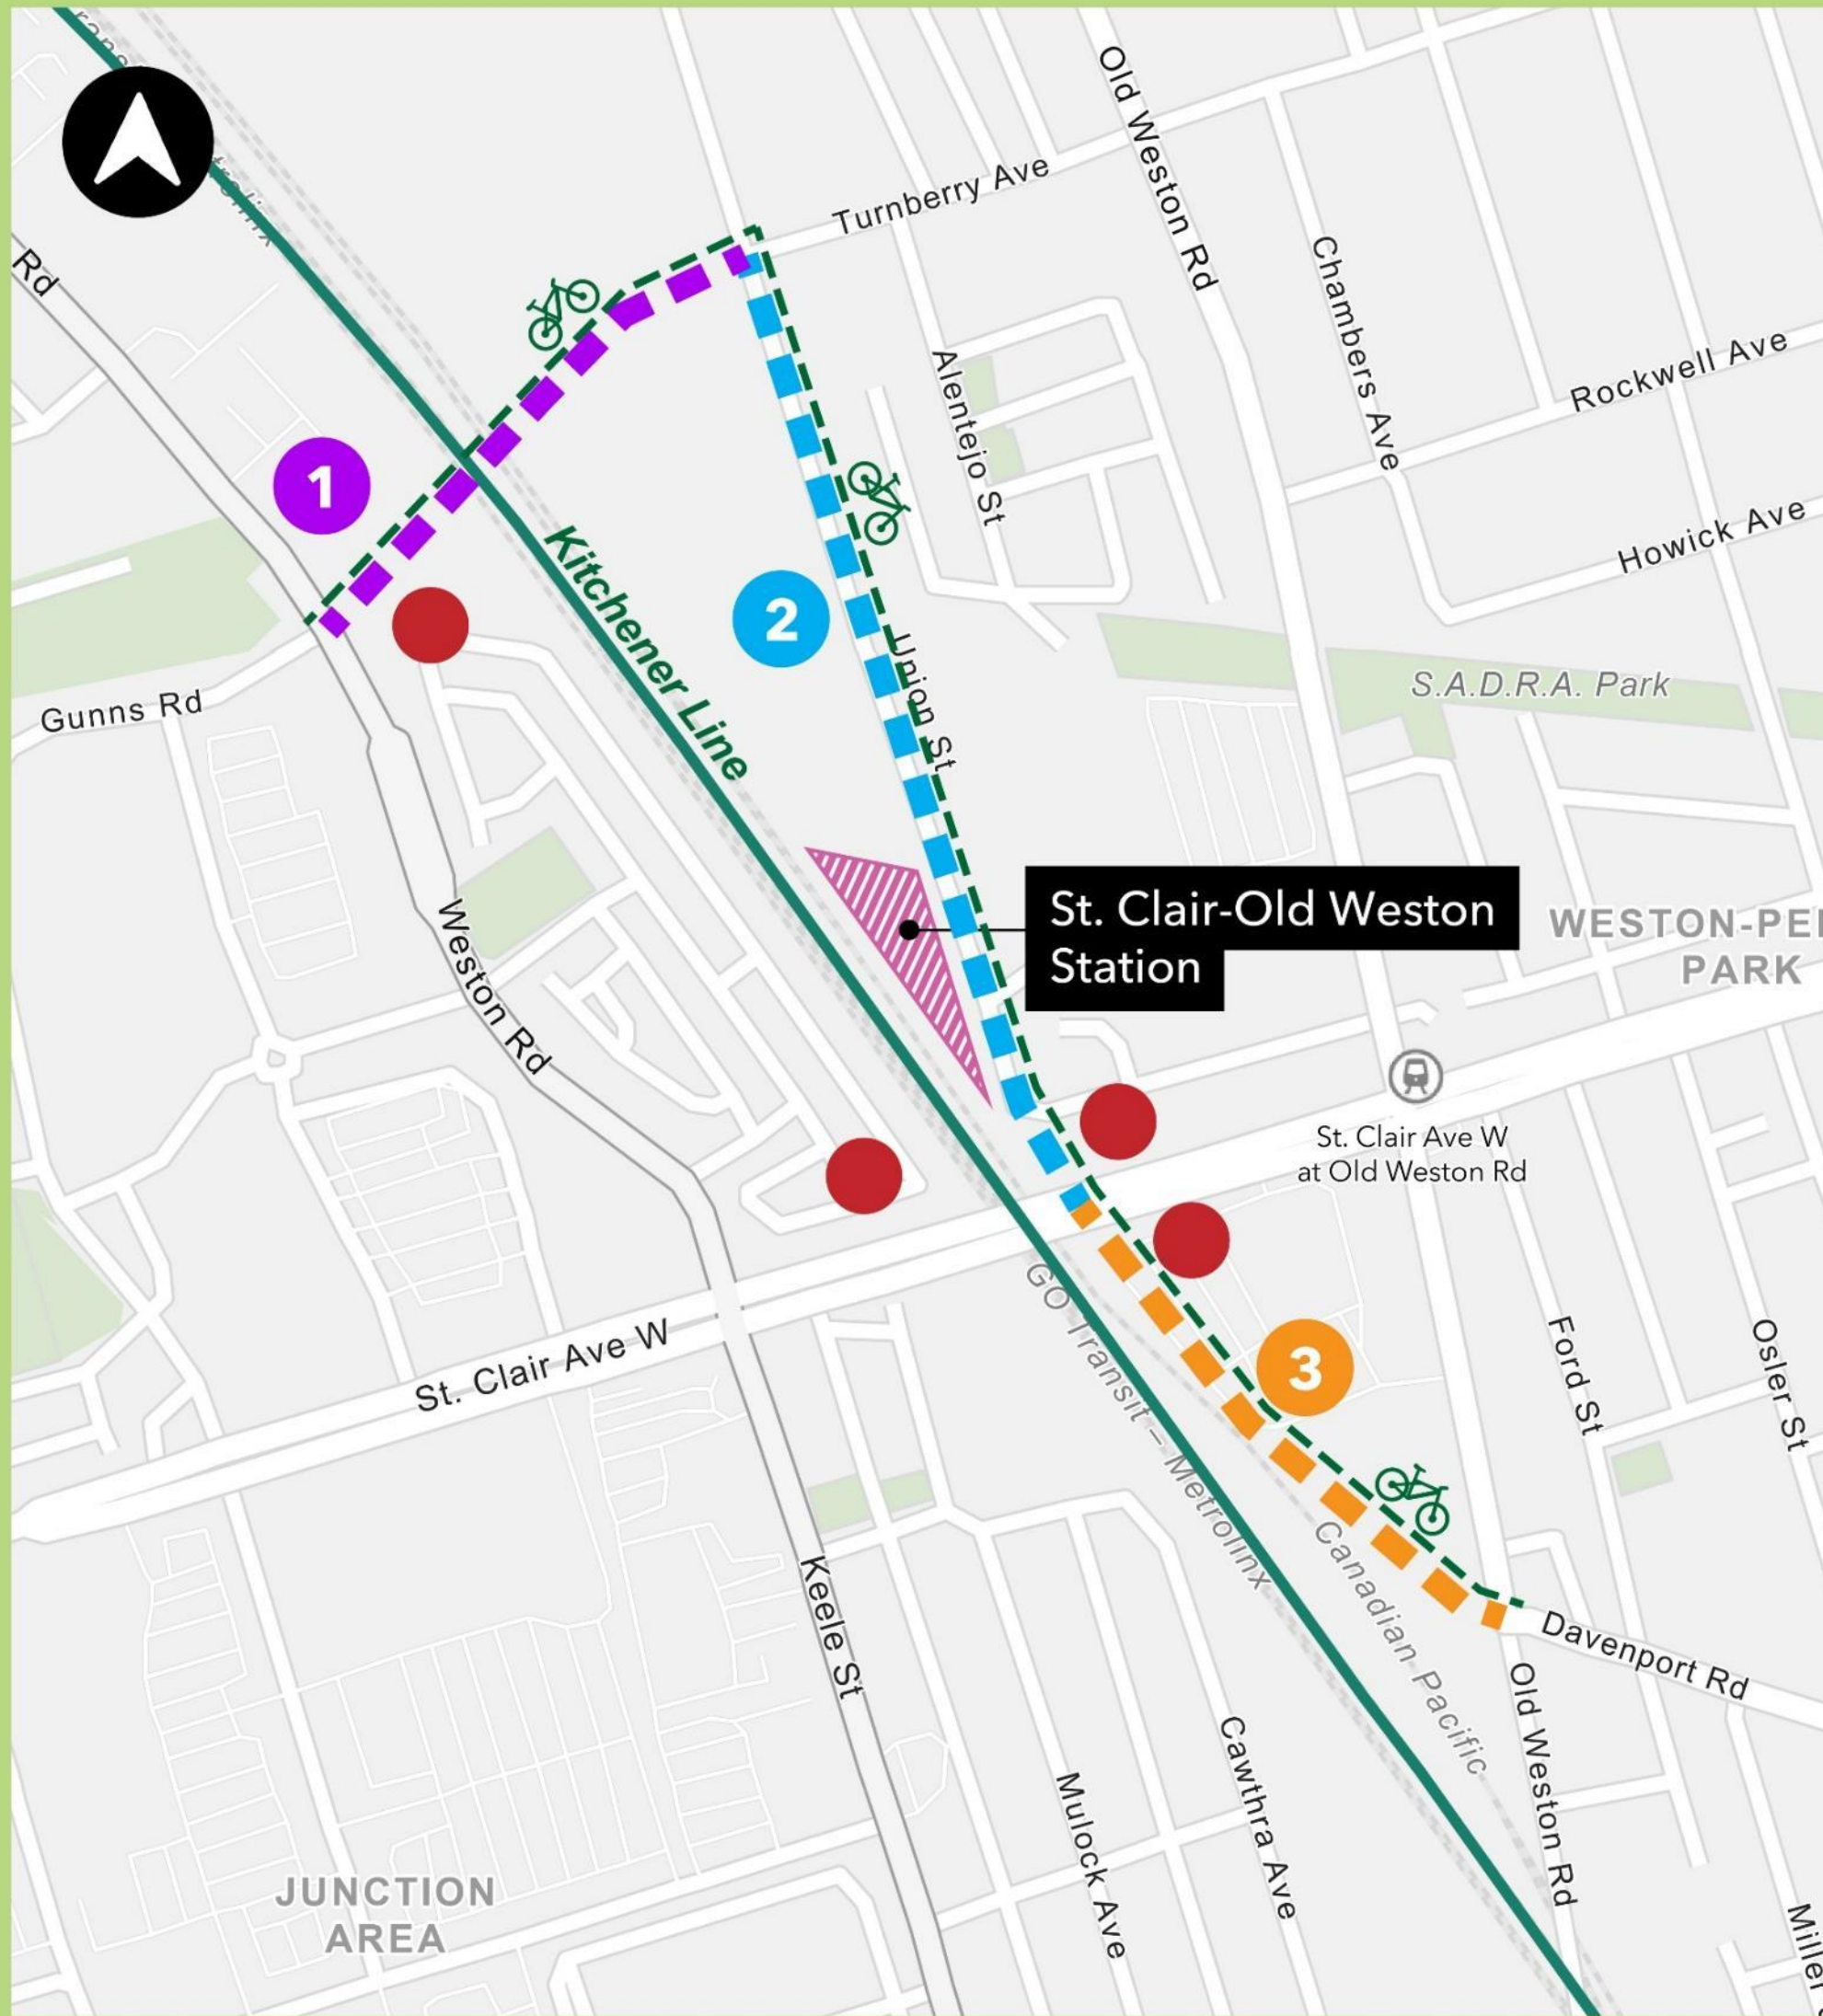 Rd
Old Weston Rd
Turnberry Ave
Chambers Ave
Rockwell Ave
Alentejo St
Howick Ave
1
Kitchener Line
2
Union St
Gunns Rd
S.A.D.R.A. Park
St. Clair-Old Weston
Station
PARK
Weston Rd
St. Clair Ave W
at Old Weston Rd
St. Clair Ave W
GO Transit – Metrolinx
3
Ford St
Osler St
Canadian Pacific
Keele St
Davenport Rd
Old Weston Rd
Mulock Ave
Cawthra Ave
JUNCTION
AREA